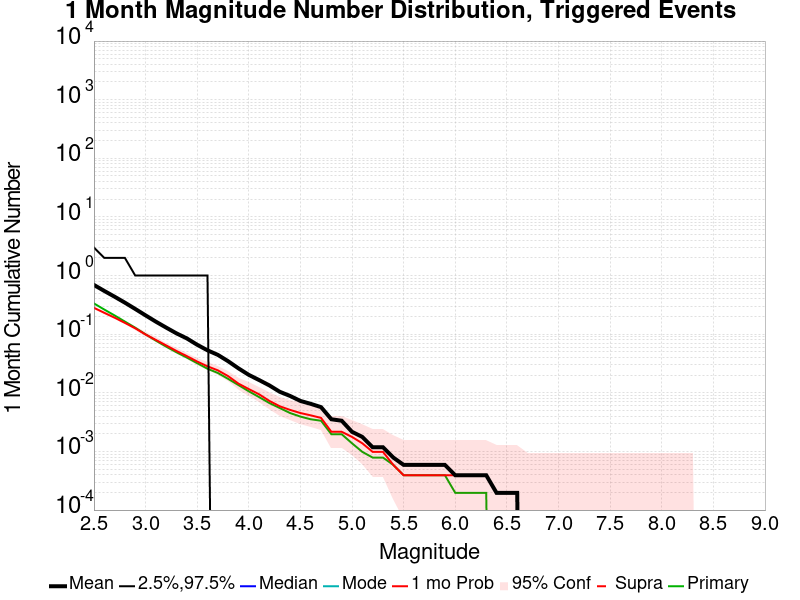 1 Month Magnitude Number Distribution, Triggered Events
10^4
10^3
10^2
10^1
10^0
10^-1
10^-2
10^-3
10^-4
1 Month Cumulative Number
2.5 3.0 3.5 4.0 4.5 5.0 5.5 6.0 6.5 7.0 7.5 8.0 8.5 9.0
Magnitude
Mean 2.5%,97.5% Median Mode 1 mo Prob 95% Conf Supra Primary